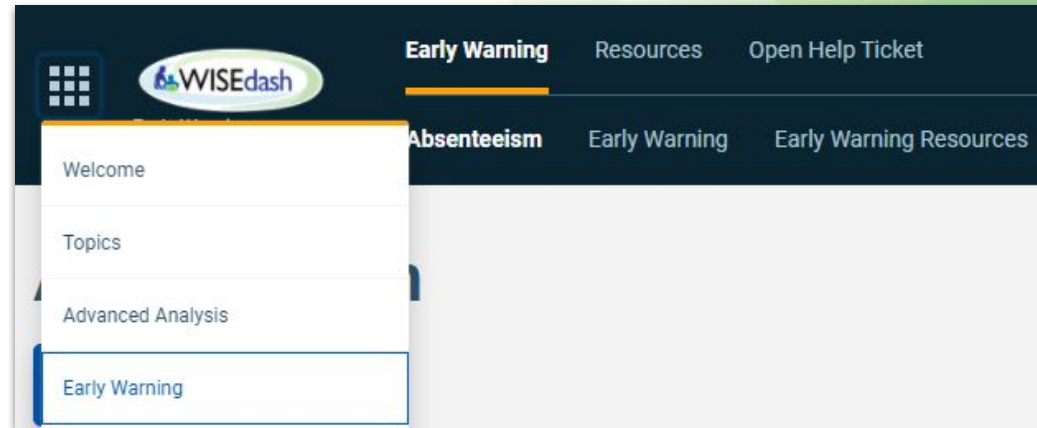 WISEdash
Early Warning Resources Open Help Ticket
Absenteeism Early Warning Early Warning Resources
Welcome
Topics
Advanced Analysis
Early Warning